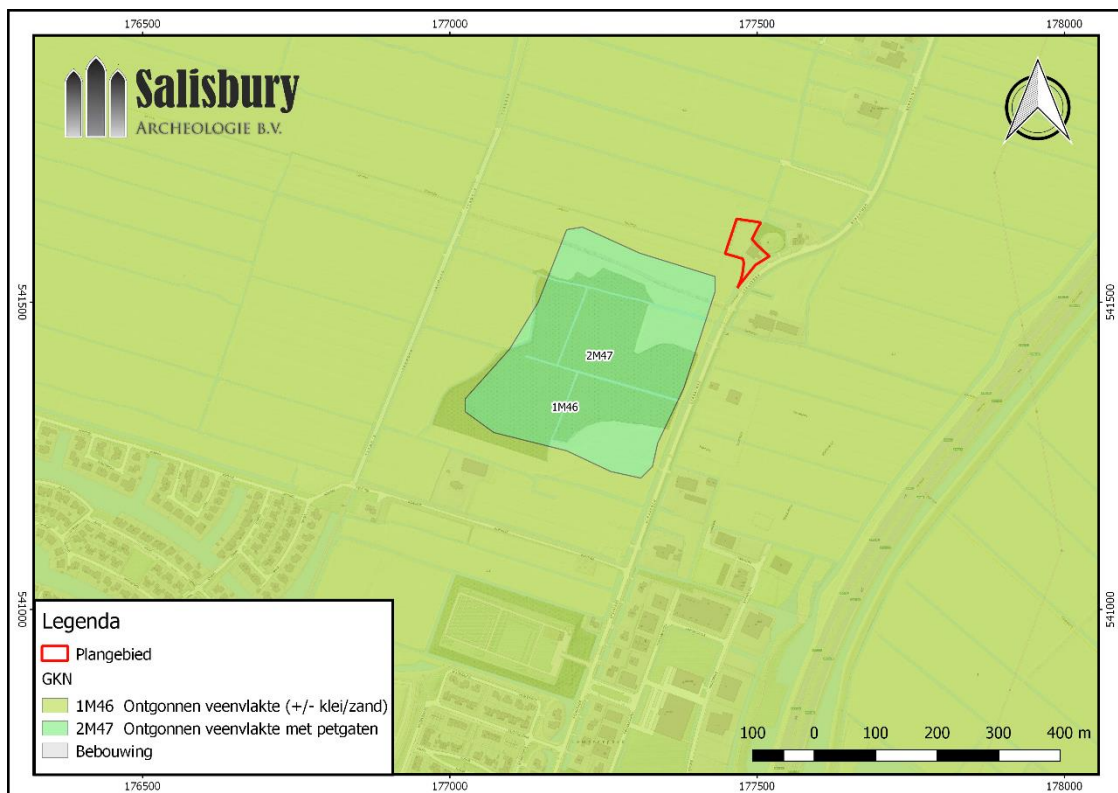 176500 177000 177500 178000
Salisbury
ARCHEOLOGIE B.V.
541500 541500
2M47
1M46
541000 541000
Legenda
Plangebied
GKN
1M46 Ontgonnen veenvlakte (+/- klei/zand)
2M47 Ontgonnen veenvlakte met petgaten
Bebouwing
100 0 100 200 300 400 m
176500 177000 177500 178000